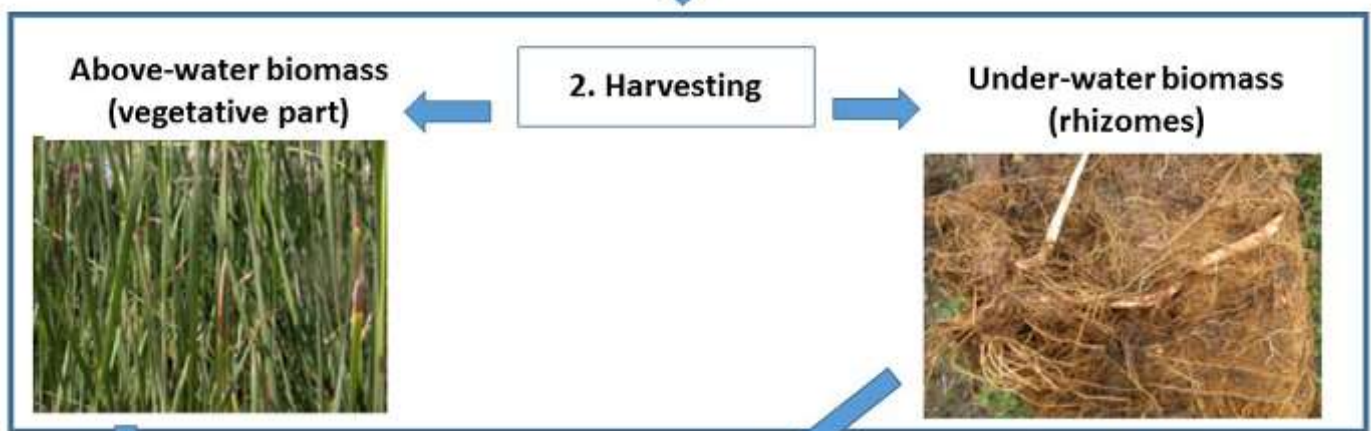 2. Harvesting
Above-water biomass
(vegetative part)
Under-water biomass
(rhizomes)